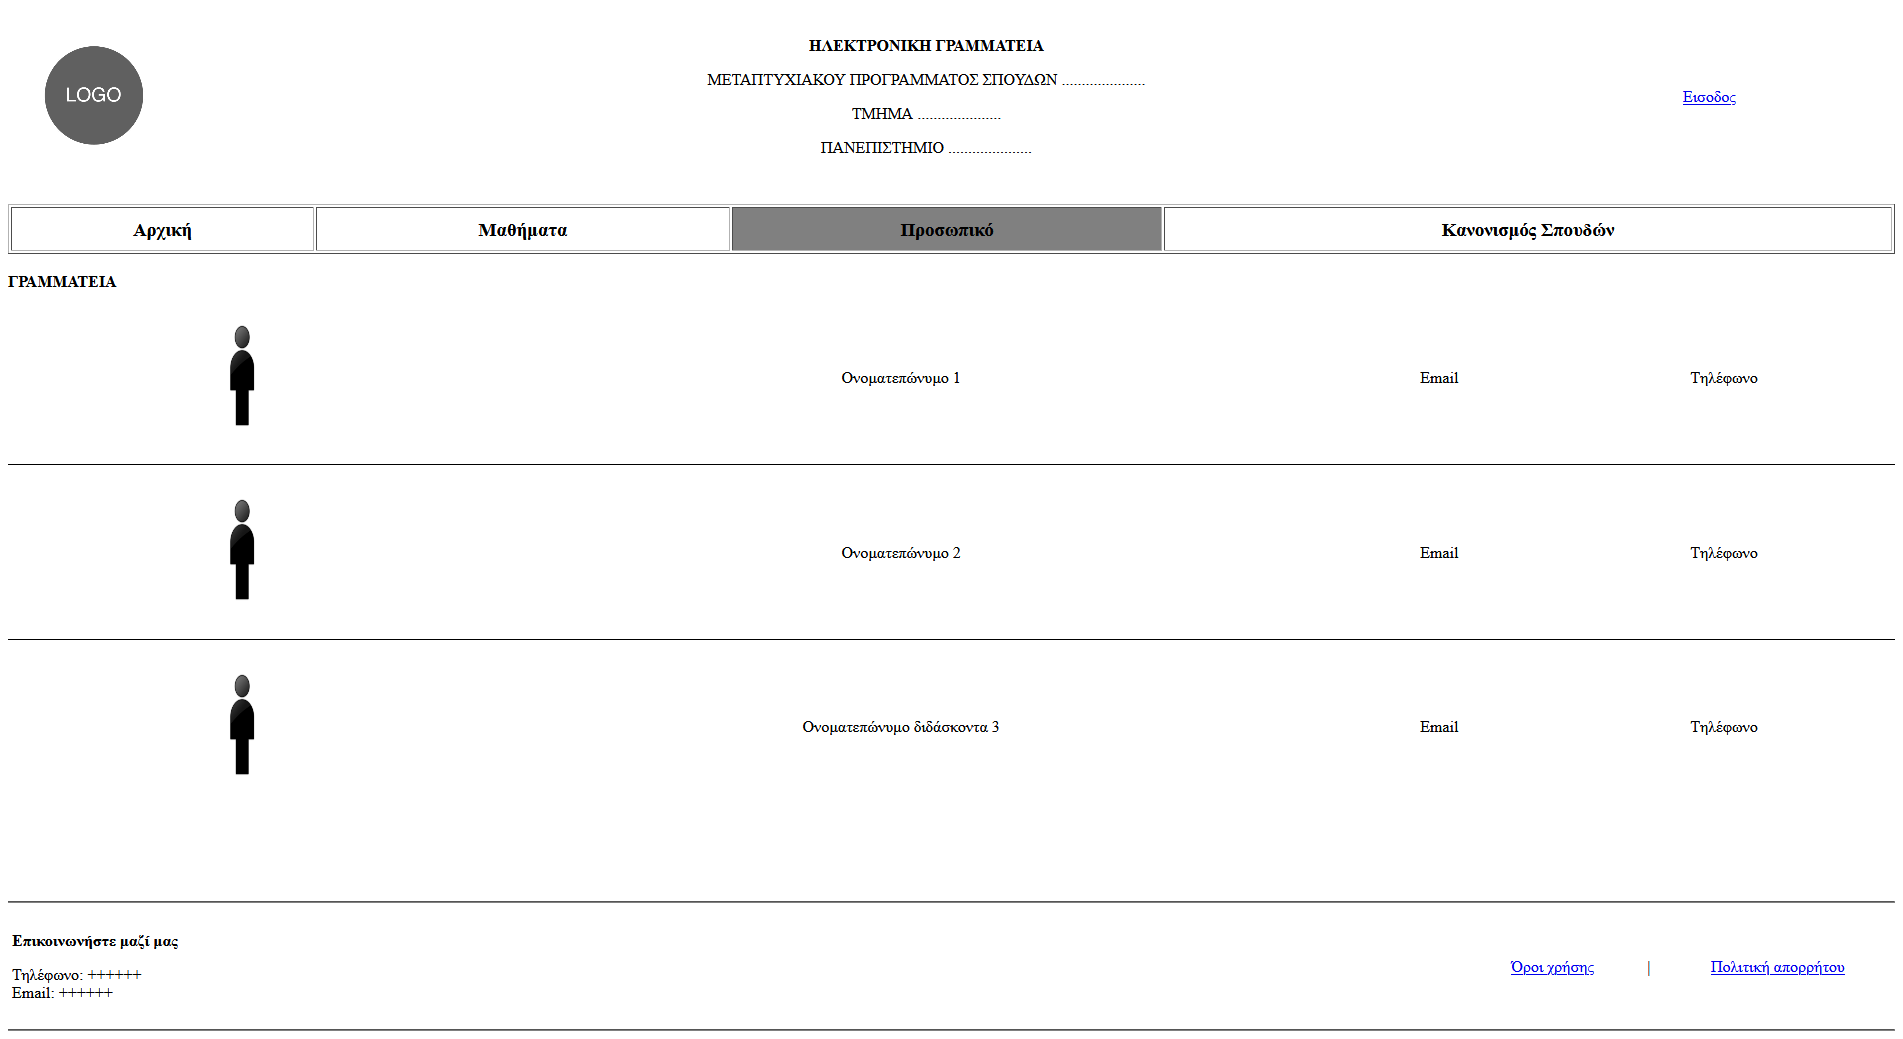 LOGO
ΗΛΕΚΤΡΟΝΙΚΗ ΓΡΑΜΜΑΤΕΙΑ
ΜΕΤΑΠΤΥΧΙΑΚΟΥ ΠΡΟΓΡΑΜΜΑΤΟΣ ΣΠΟΥΔΩΝ .....................
ΤΜΗΜΑ .....................
ΠΑΝΕΠΙΣΤΗΜΙΟ .....................
Εισοδος
Αρχική Μαθήματα Προσωπικό Κανονισμός Σπουδών
ΓΡΑΜΜΑΤΕΙΑ
Ονοματεπώνυμο 1 Email Τηλέφωνο
Ονοματεπώνυμο 2 Email Τηλέφωνο
Ονοματεπώνυμο διδάσκοντα 3 Email Τηλέφωνο
Επικοινωνήστε μαζί μας
Τηλέφωνο: ++++++
Email: ++++++
Όροι χρήσης | Πολιτική απορρήτου